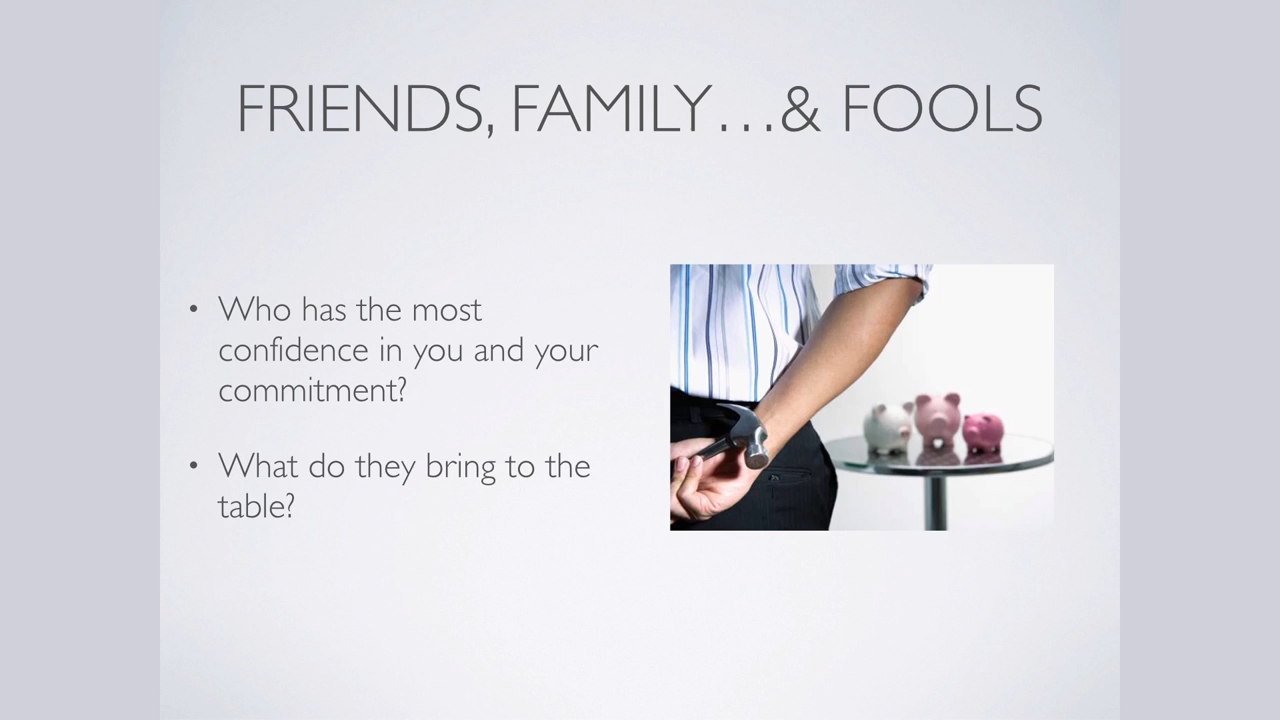 FRIENDS, FAMILY…& FOOLS
• Who has the most
confidence in you and your
commitment?
• What do they bring to the
table?